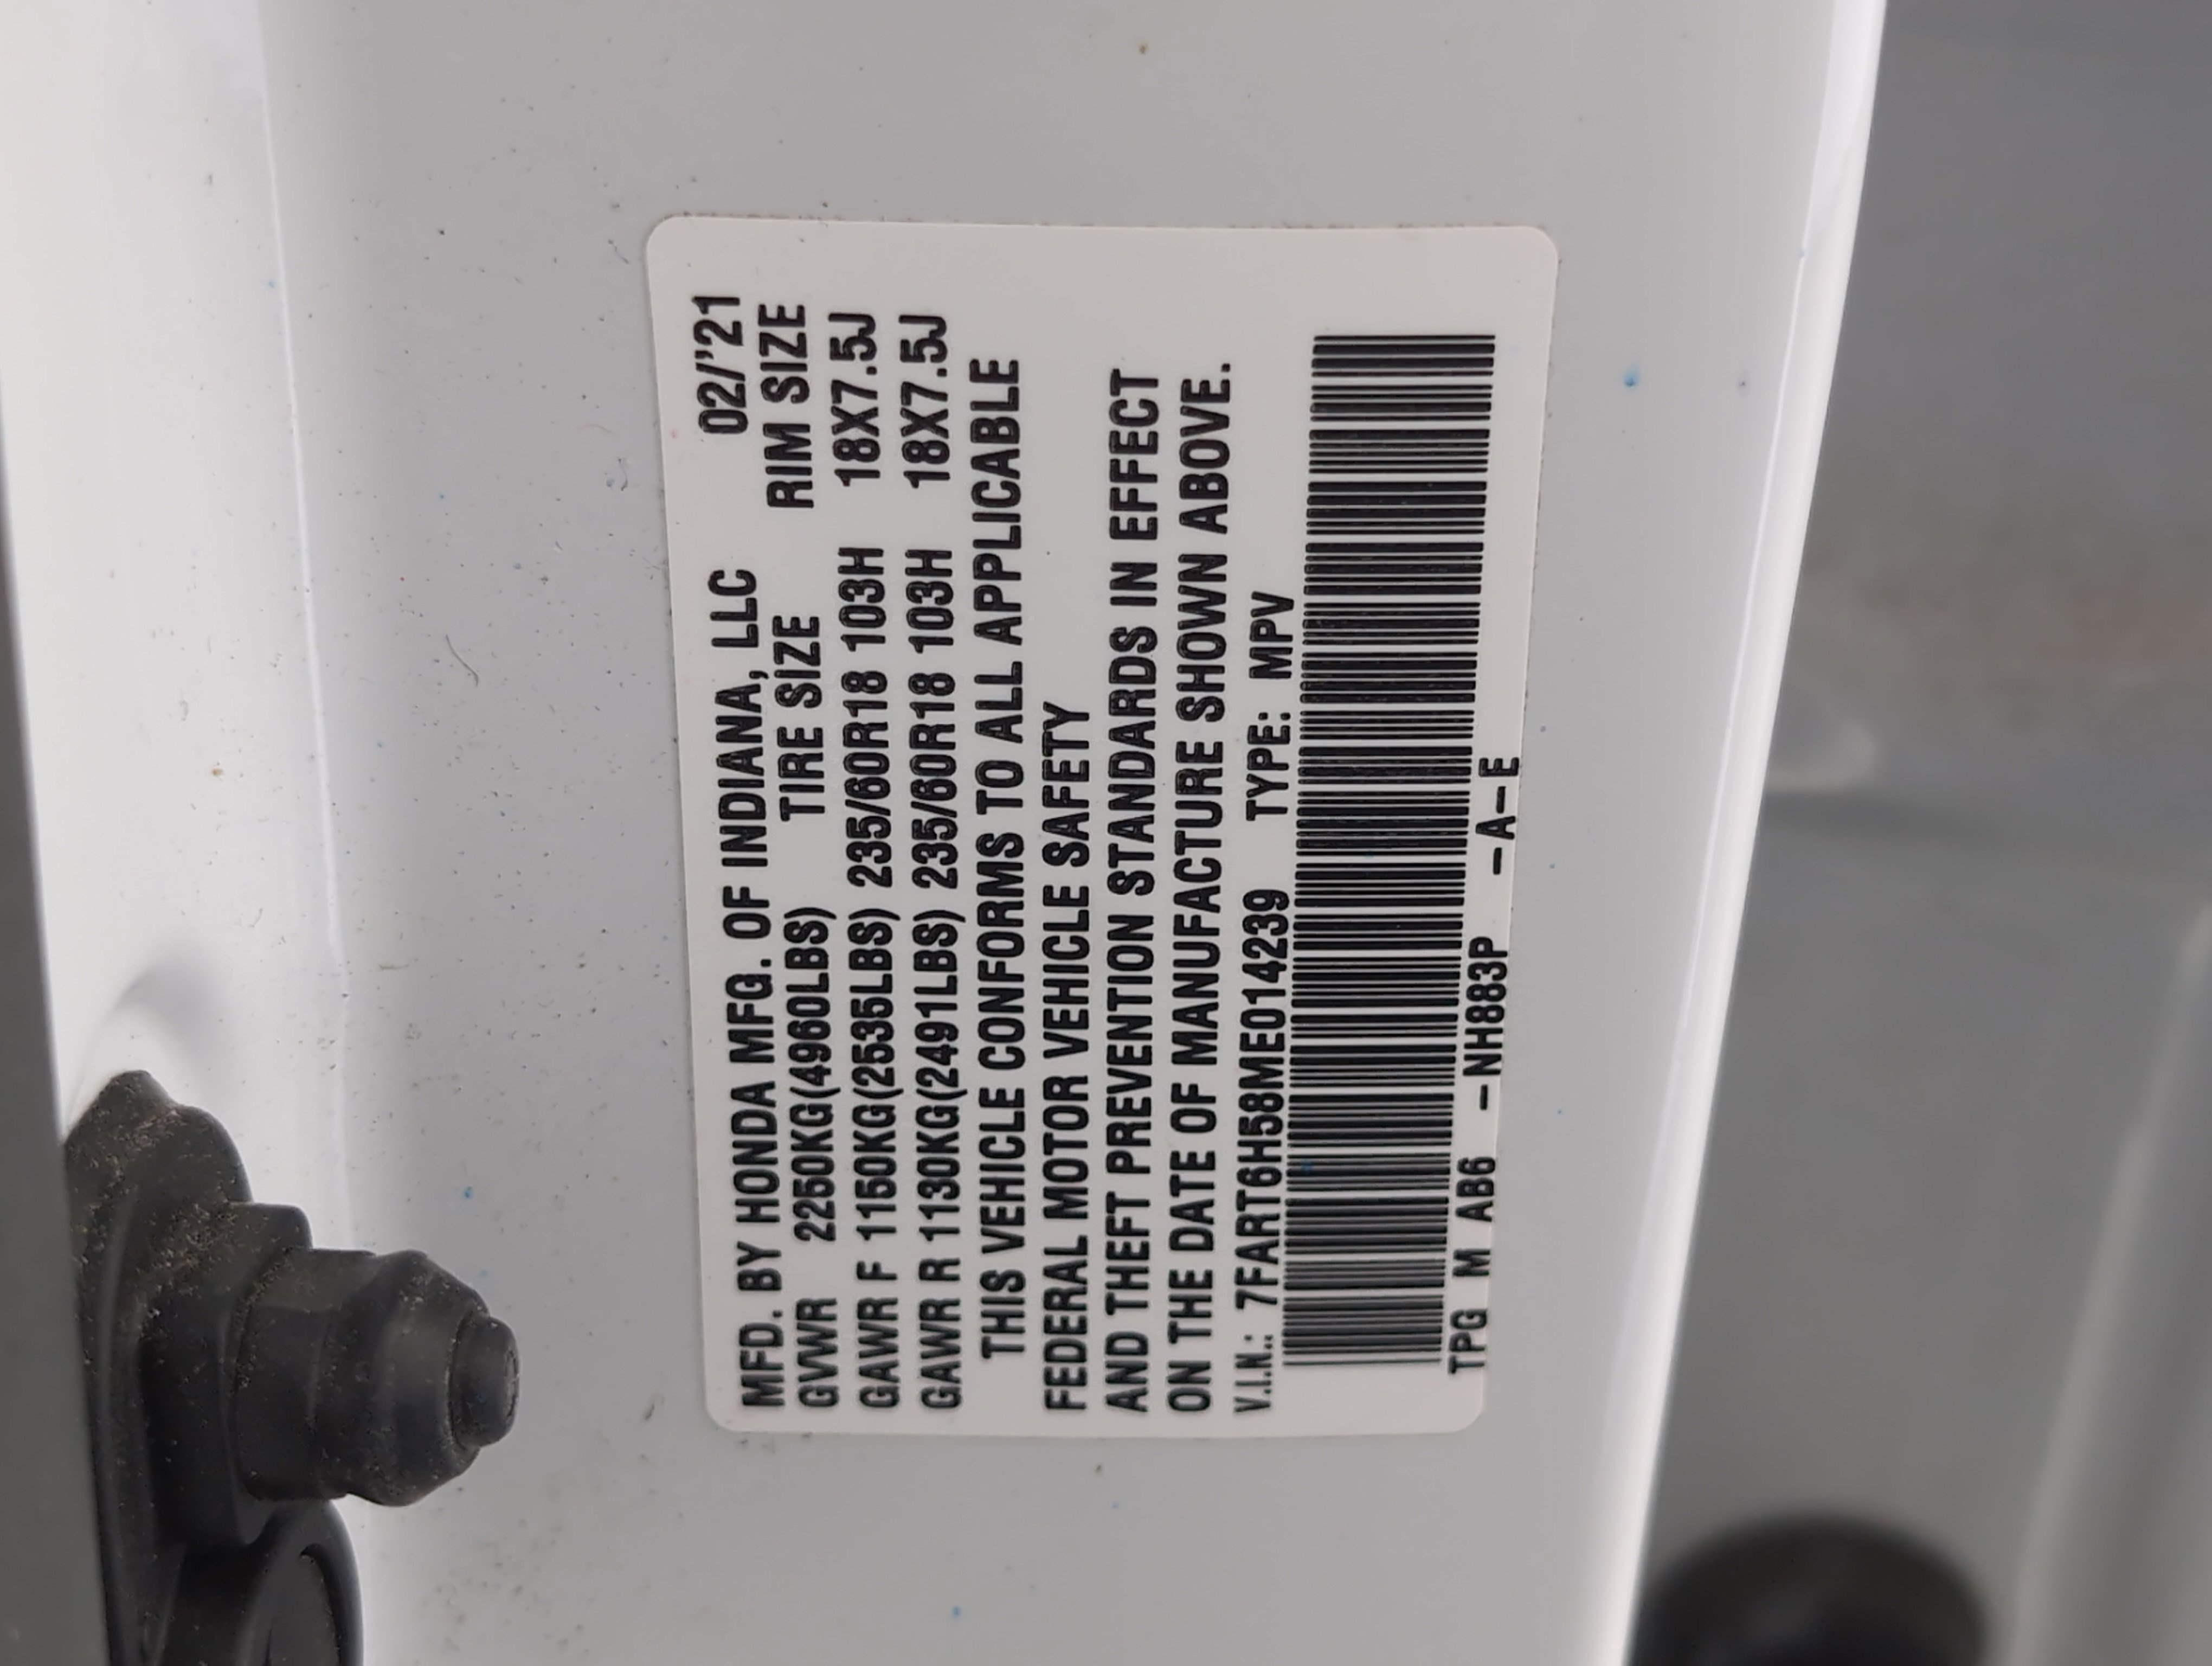 MFD. BY HONDA MFG. OF INDIANA, LLC 02/'21
GVWR 2250KG(4960LBS) TIRE SIZE RIM SIZE
GAWR F 1150KG(2535LBS) 235/60R18 103H 18X7.5J
GAWR R 1130KG(2491LBS) 235/60R18 103H 18X7.5J
THIS VEHICLE CONFORMS TO ALL APPLICABLE
FEDERAL MOTOR VEHICLE SAFETY
AND THEFT PREVENTION STANDARDS IN EFFECT
ON THE DATE OF MANUFACTURE SHOWN ABOVE.
V.I.N.: 7FART6H58ME014239 TYPE: MPV
TPG M AB6 –NH883P –A–E